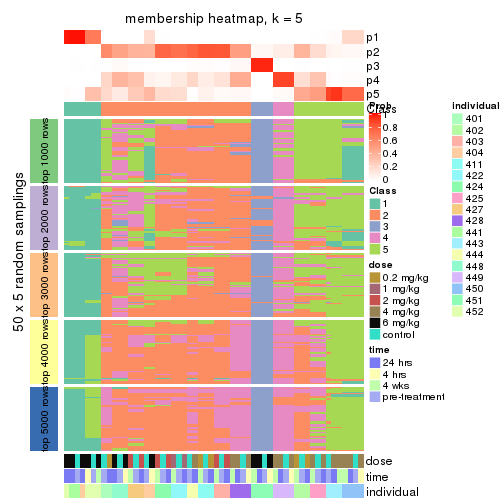 membership heatmap, k = 5
p1
p2
p3
p4
p5
Class
50 x 5 random samplings
top 1000 rows
top 2000 rows
top 3000 rows
top 4000 rows
top 5000 rows
dose
time
individual
Prob
1
0.8
0.6
0.4
0.2
0
Class
1
2
3
4
5
dose
0.2 mg/kg
1 mg/kg
2 mg/kg
4 mg/kg
6 mg/kg
control
time
24 hrs
4 hrs
4 wks
pre-treatment
individual
401
402
403
404
411
422
424
425
427
428
441
443
444
448
449
450
451
452